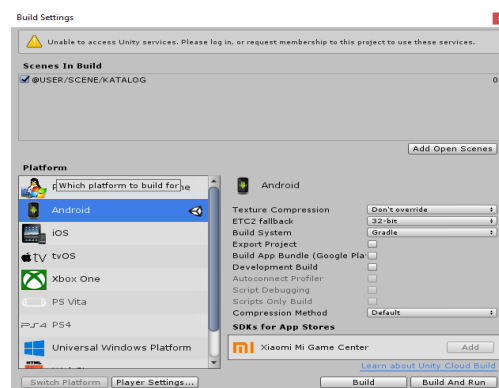 Build Settings
Unable to access Unity services. Please log in, or request membership to this project to use these services.
Scenes In Build
@USER/SCENE/KATALOG 0
Add Open Scenes
Platform
Which platform to build for
Android
iOS
tvOS
Xbox One
PS Vita
PS4
Universal Windows Platform
HTML
Android
Texture Compression Don't override
ETC2 fallback 32-bit
Build System Gradle
Export Project
Build App Bundle (Google Pla
Development Build
Autoconnect Profiler
Script Debugging
Scripts Only Build
Compression Method Default
SDKs for App Stores
Xiaomi Mi Game Center Add
Learn about Unity Cloud Build
Switch Platform Player Settings... Build Build And Run